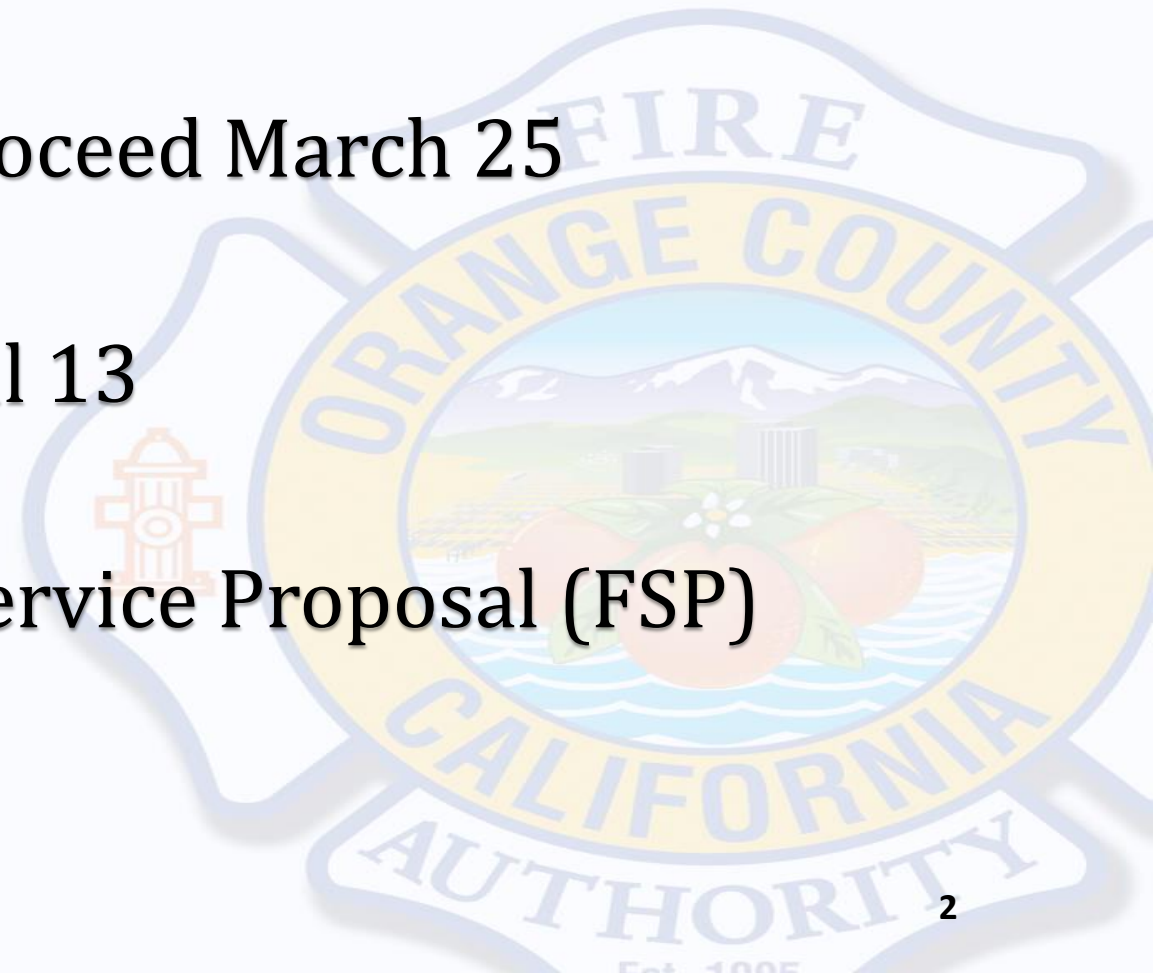 FIRE
oceed March 25
ORANGE COUNTY
l 13
ervice Proposal (FSP)
CALIFORNIA
AUTHORITY
2